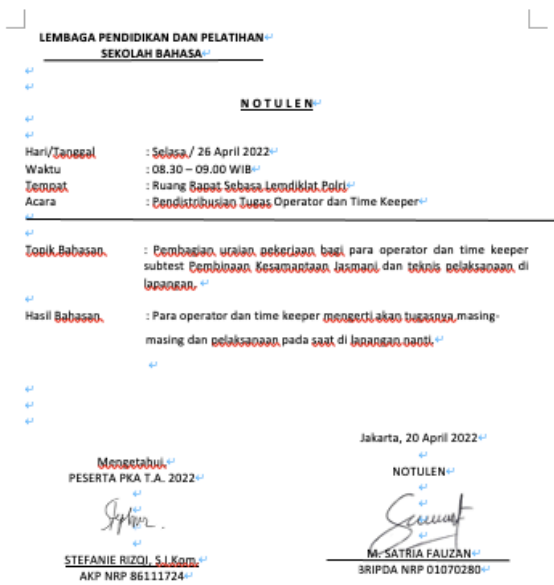 LEMBAGA PENDIDIKAN DAN PELATIHAN
SEKOLAH BAHASA
NOTULEN
Hari/Tanggal : Selasa / 26 April 2022
Waktu : 08.30 – 09.00 WIB
Tempat : Ruang Rapat Sebasa Lemdiklat Polri
Acara : Pendistribusian Tugas Operator dan Time Keeper
Topik Bahasan : Pembagian uraian pekerjaan bagi para operator dan time keeper
subtest Pembinaan Kesamaptaan Jasmani dan teknis pelaksanaan di
lapangan.
Hasil Bahasan : Para operator dan time keeper mengerti akan tugasnya masing-
masing dan pelaksanaan pada saat di lapangan nanti.
Jakarta, 20 April 2022
Mengetahui,
PESERTA PKA T.A. 2022
NOTULEN
STEFANIE RIZQI, S.I.Kom.
AKP NRP 86111724
M. SATRIA FAUZAN
BRIPDA NRP 01070280